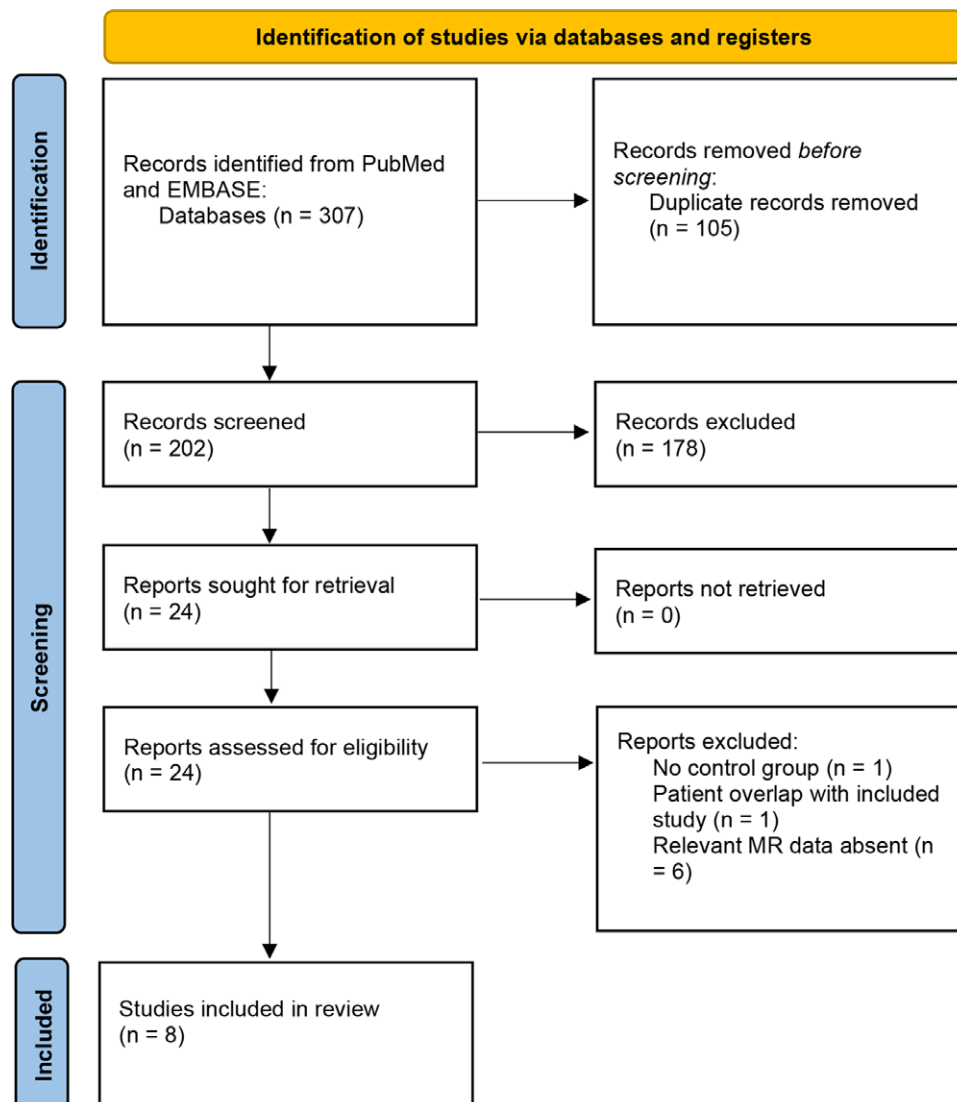 Identification of studies via databases and registers
Identification
Records identified from PubMed
and EMBASE:
Databases (n = 307)
Records removed before
screening:
Duplicate records removed
(n = 105)
Screening
Records screened
(n = 202)
Records excluded
(n = 178)
Reports sought for retrieval
(n = 24)
Reports not retrieved
(n = 0)
Reports assessed for eligibility
(n = 24)
Reports excluded:
No control group (n = 1)
Patient overlap with included
study (n = 1)
Relevant MR data absent (n
= 6)
Included
Studies included in review
(n = 8)